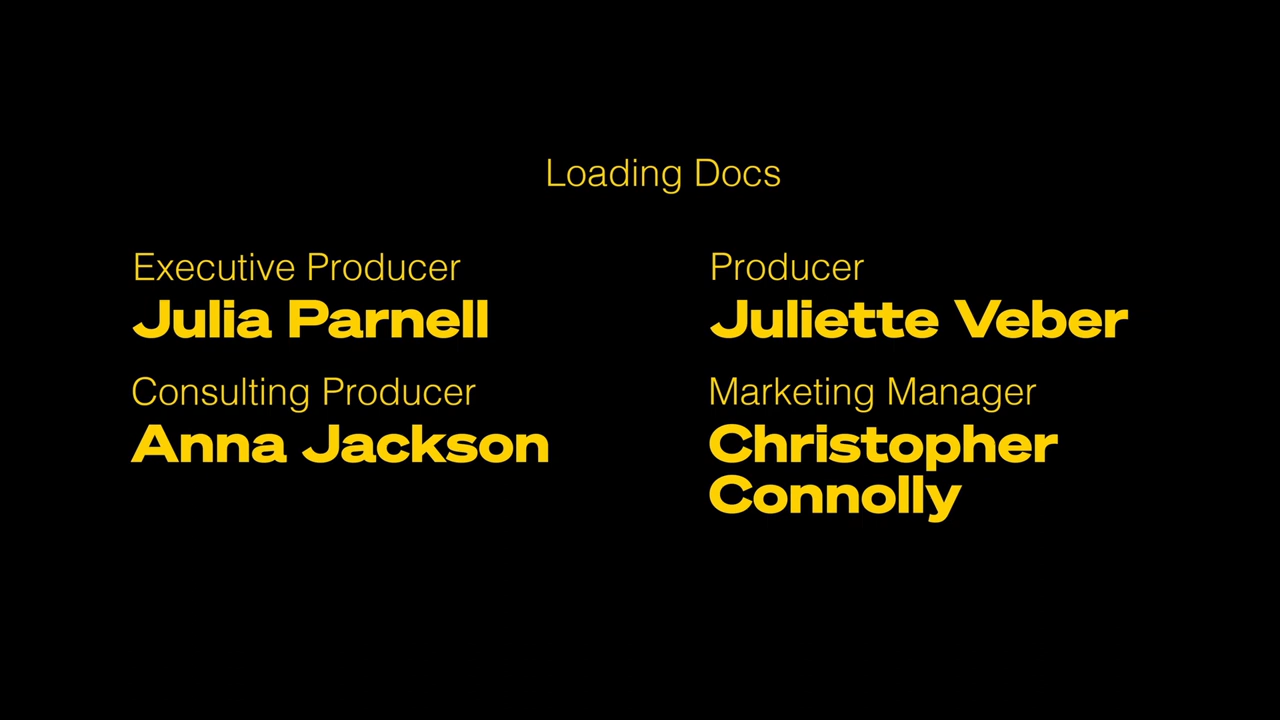 Loading Docs
Executive Producer
Julia Parnell
Consulting Producer
Anna Jackson
Producer
Juliette Veber
Marketing Manager
Christopher
Connolly